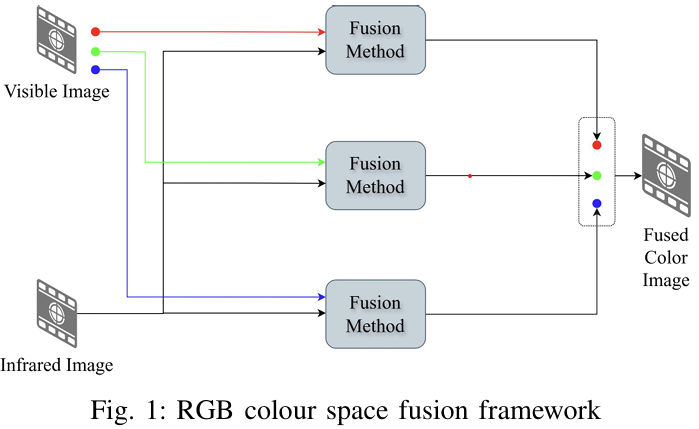 Fusion
Method
Visible Image
Fusion
Method
Fused
Color
Image
Fusion
Method
Infrared Image
Fig. 1: RGB colour space fusion framework